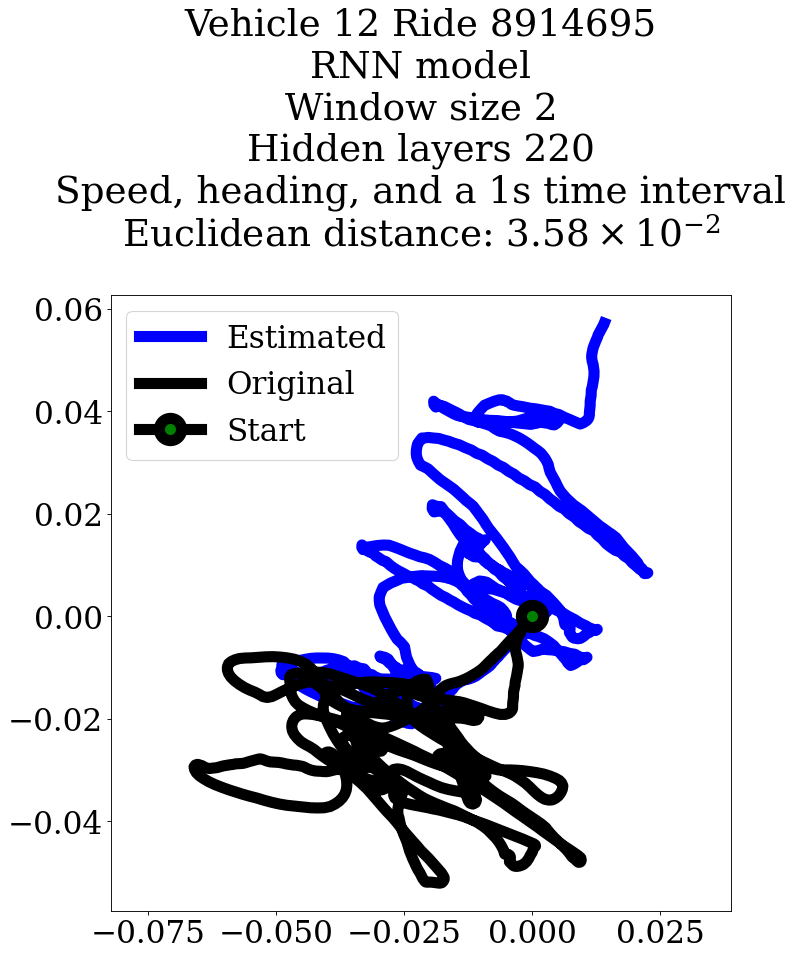 Vehicle 12 Ride 8914695
RNN model
Window size 2
Hidden layers 220
Speed, heading, and a 1s time interval
Euclidean distance: 3.58 × 10⁻²
Estimated
Original
Start
0.06
0.04
0.02
0.00
−0.02
−0.04
−0.075 −0.050 −0.025 0.000 0.025